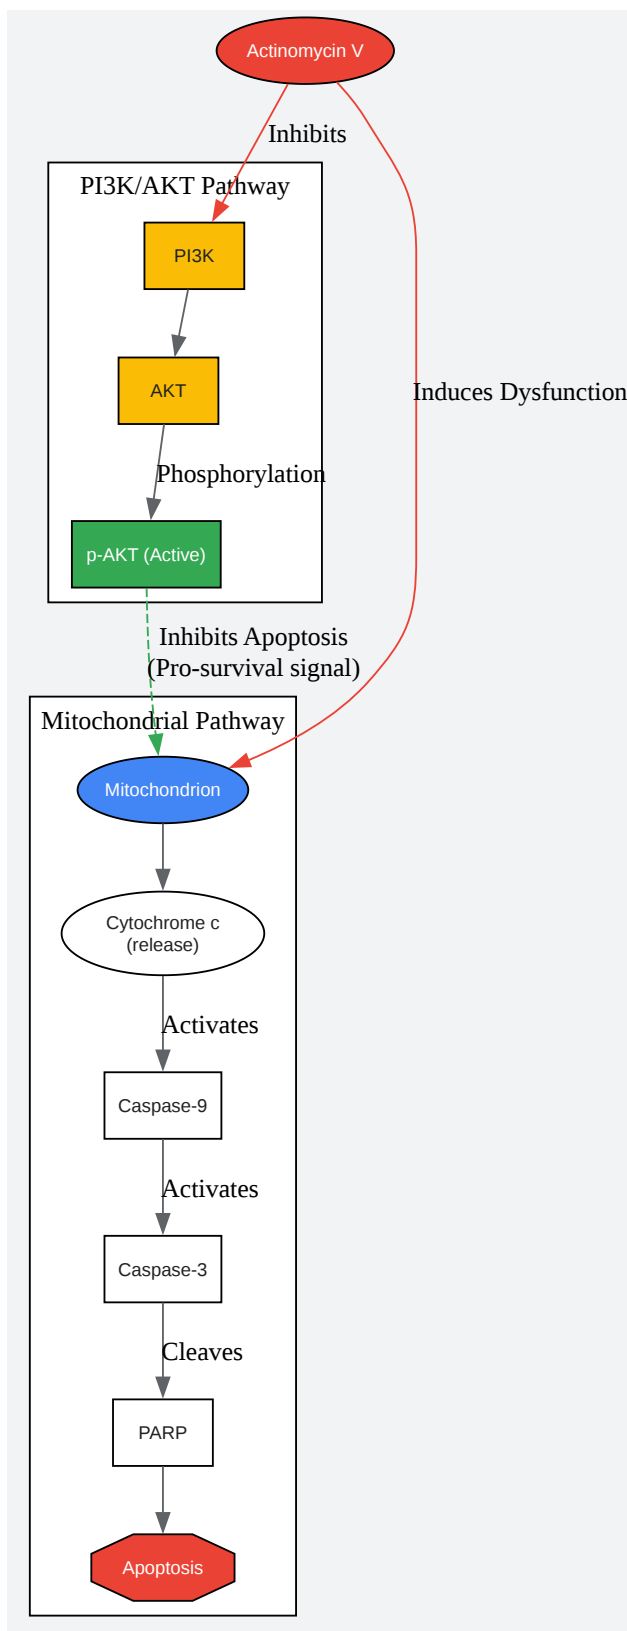 Actinomycin V
Inhibits
PI3K/AKT Pathway
PI3K
AKT
Induces Dysfunction
Phosphorylation
p-AKT (Active)
Inhibits Apoptosis
(Pro-survival signal)
Mitochondrial Pathway
Mitochondrion
Cytochrome c
(release)
Activates
Caspase-9
Activates
Caspase-3
Cleaves
PARP
Apoptosis